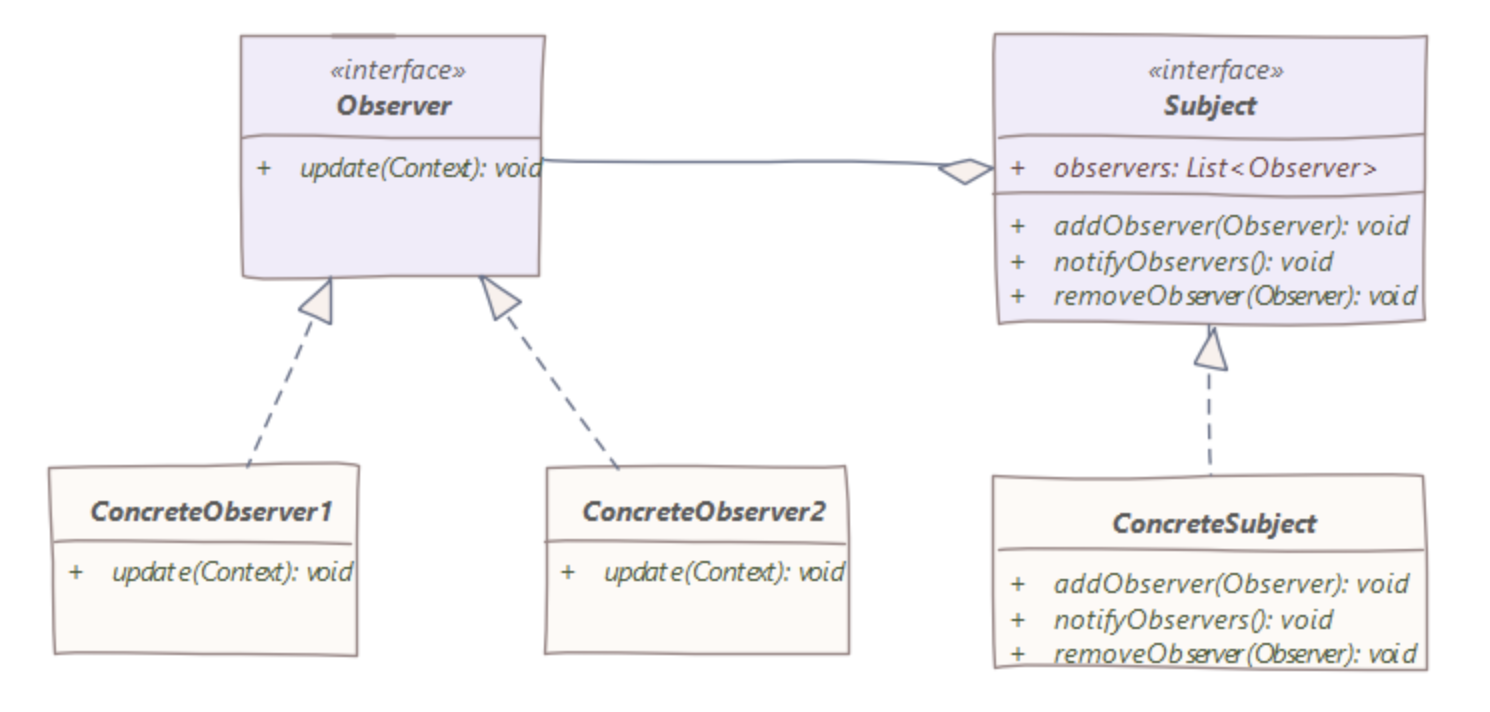 «interface»
Observer
+ update(Context): void
«interface»
Subject
+ observers: List<Observer>
+ addObserver(Observer): void
+ notifyObservers(): void
+ removeObserver(Observer): void
ConcreteObserver1
+ update(Context): void
ConcreteObserver2
+ update(Context): void
ConcreteSubject
+ addObserver(Observer): void
+ notifyObservers(): void
+ removeObserver(Observer): void